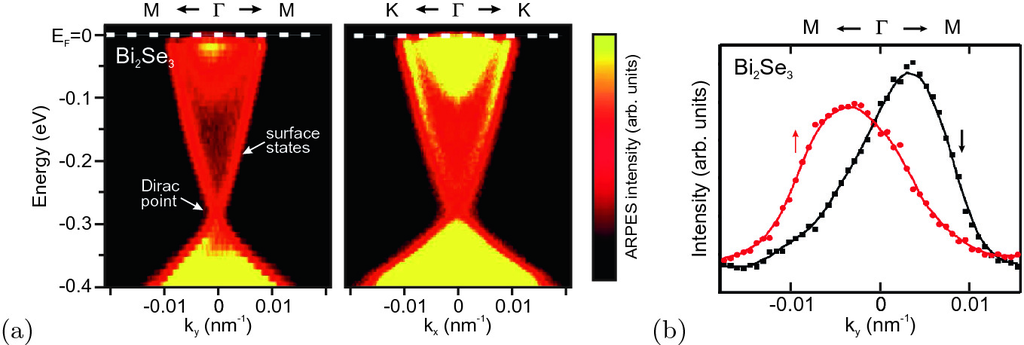 M ← Γ → M
K ← Γ → K
E_F=0
-0.1
-0.2
-0.3
-0.4
Energy (eV)
Bi₂Se₃
surface
states
Dirac
point
-0.01 0 0.01
k_y (nm⁻¹)
-0.01 0 0.01
k_x (nm⁻¹)
ARPES intensity (arb. units)
(a)
M ← Γ → M
Bi₂Se₃
Intensity (arb. units)
-0.01 0 0.01
k_y (nm⁻¹)
(b)